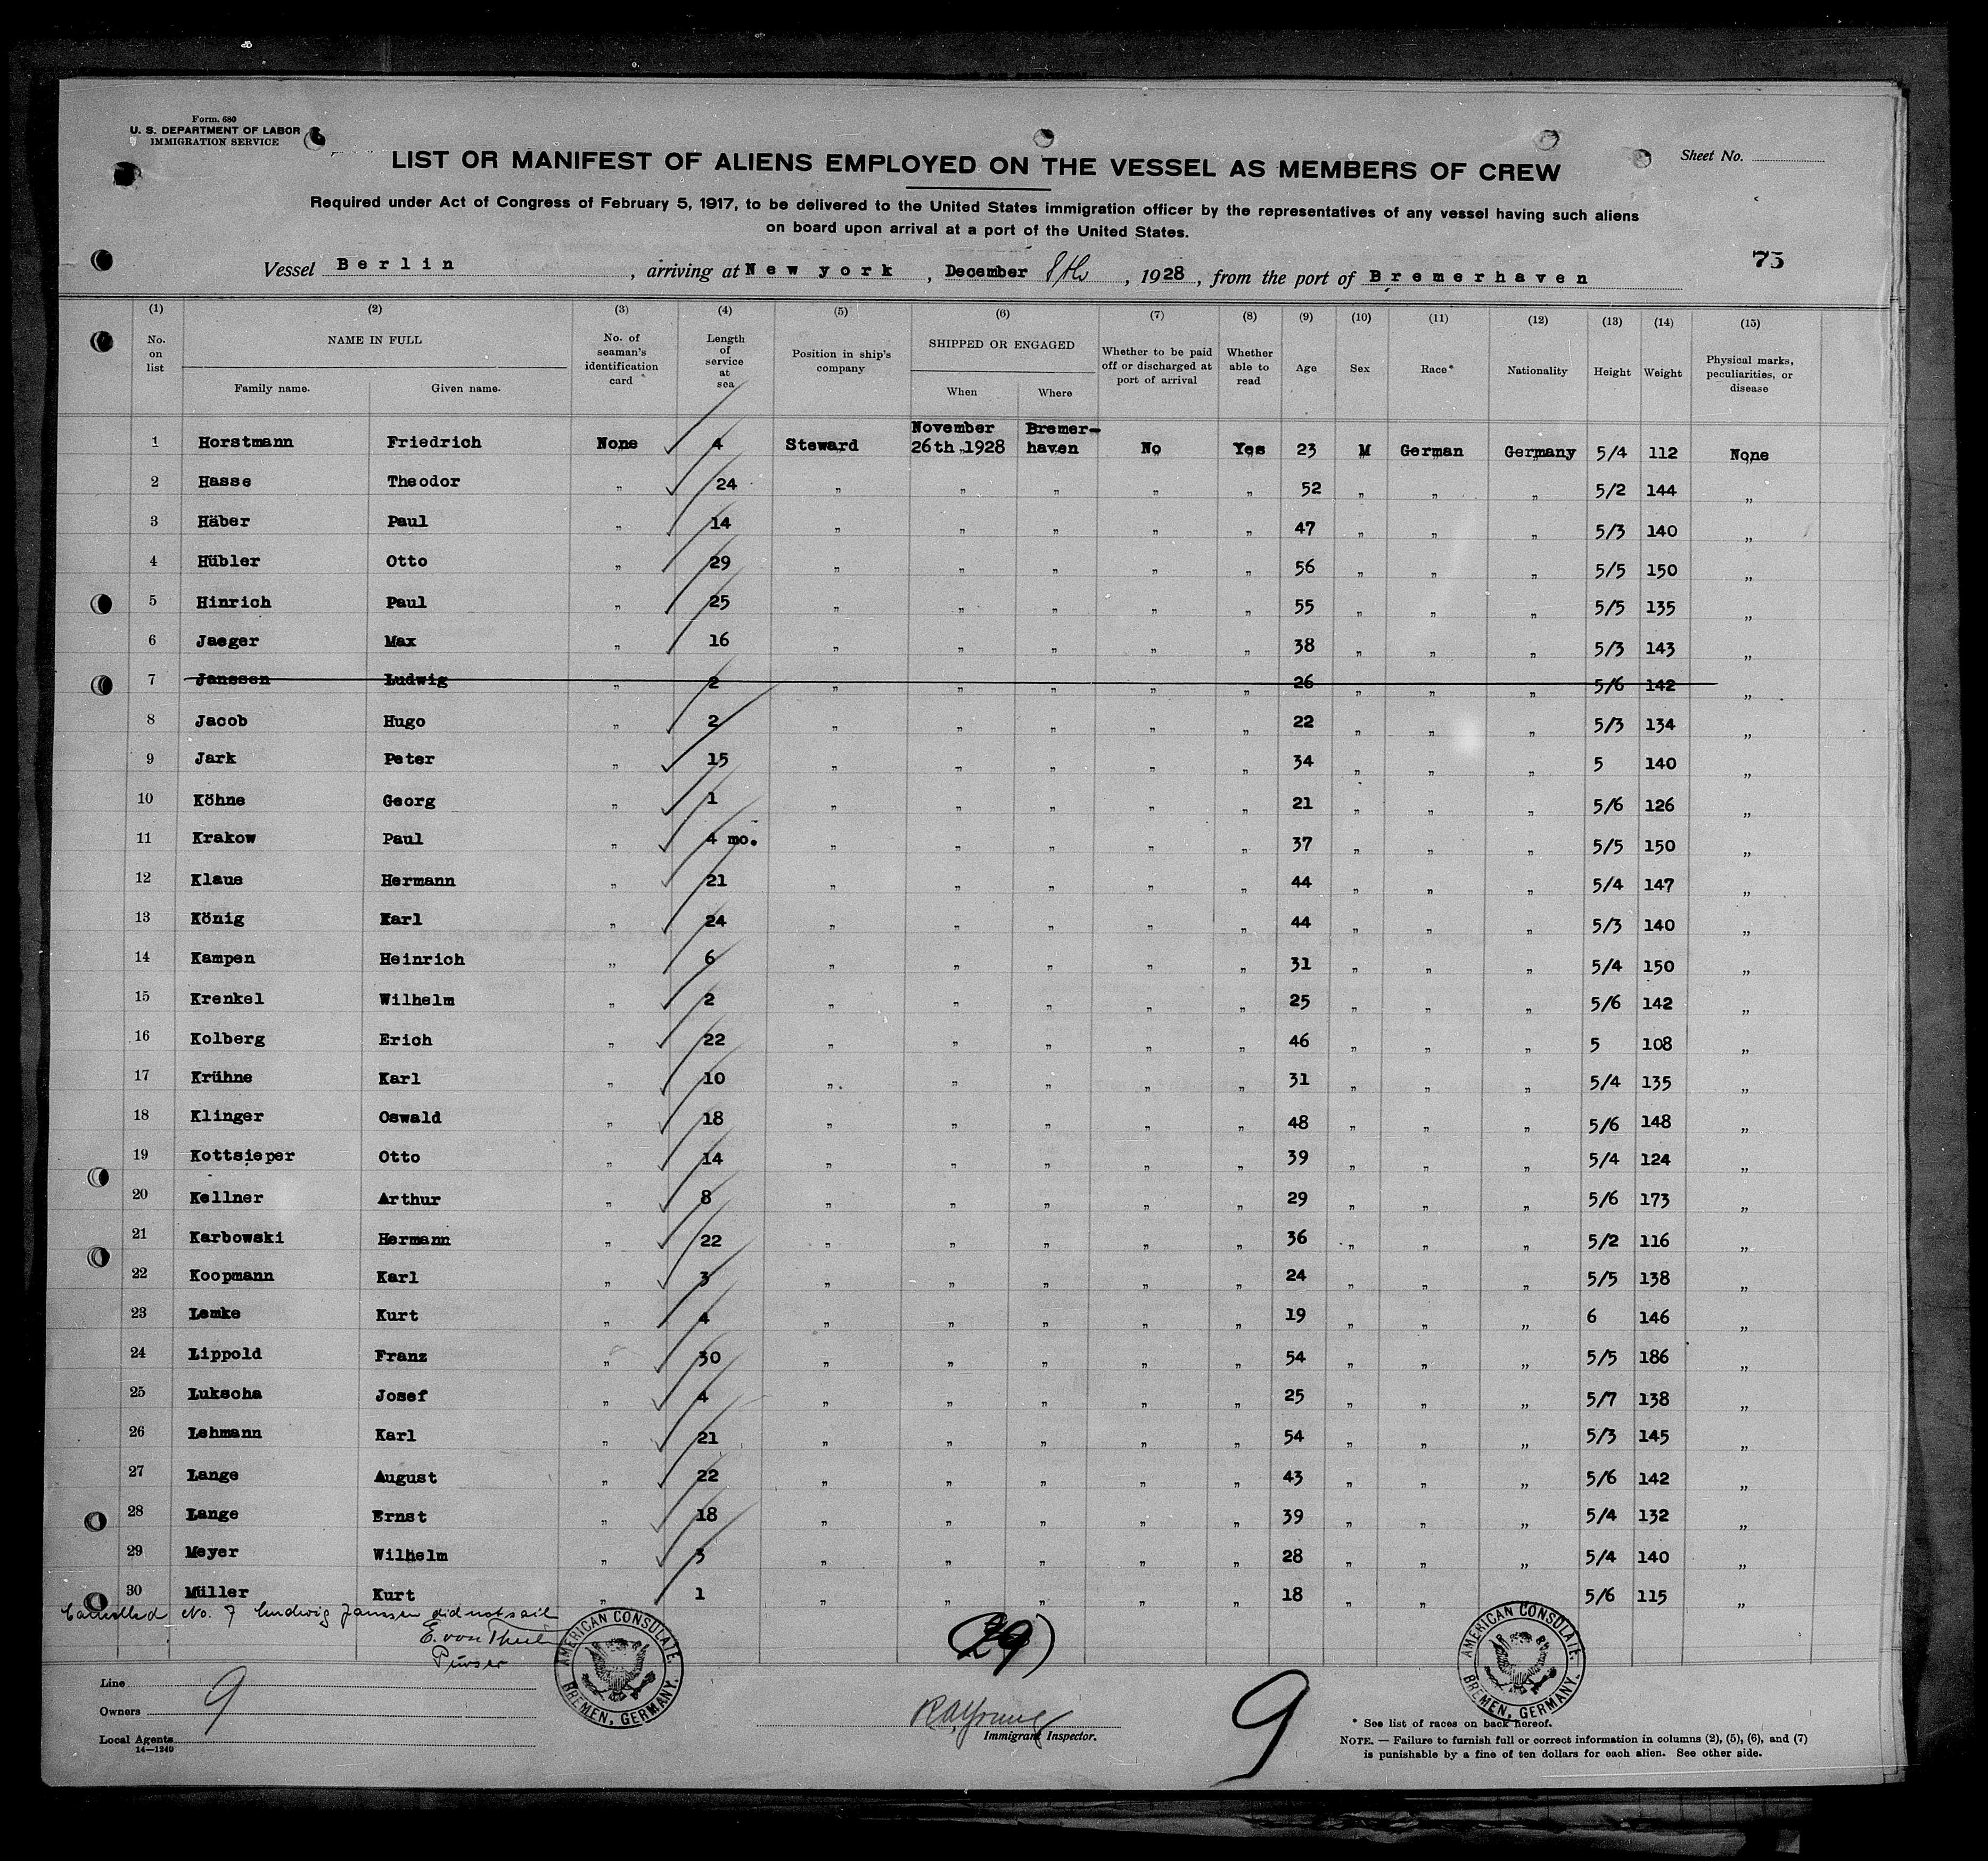 Form. 680
U. S. DEPARTMENT OF LABOR
IMMIGRATION SERVICE
Sheet No.
LIST OR MANIFEST OF ALIENS EMPLOYED ON THE VESSEL AS MEMBERS OF CREW
Required under Act of Congress of February 5, 1917, to be delivered to the United States immigration officer by the representatives of any vessel having such aliens
on board upon arrival at a port of the United States.
75
Vessel Berlin, arriving at New york, December 8th, 1928, from the port of Bremerhaven
(1) (2) (3) (4) (5) (6) (7) (8) (9) (10) (11) (12) (13) (14) (15)
No. on list NAME IN FULL Family name. Given name. No. of seaman's identification card Length of service at sea Position in ship's company SHIPPED OR ENGAGED When Where Whether to be paid off or discharged at port of arrival Whether able to read Age Sex Race* Nationality Height Weight Physical marks, peculiarities, or disease
1 Horstmann Friedrich None 4 Steward November 26th 1928 Bremer-haven No Yes 23 M German Germany 5/4 112 None
2 Hasse Theodor „ 24 „ „ „ „ „ 52 „ „ „ 5/2 144 „
3 Häber Paul „ 14 „ „ „ „ „ 47 „ „ „ 5/3 140 „
4 Hübler Otto „ 29 „ „ „ „ „ 56 „ „ „ 5/5 150 „
5 Hinrich Paul „ 25 „ „ „ „ „ 55 „ „ „ 5/5 135 „
6 Jaeger Max „ 16 „ „ „ „ „ 38 „ „ „ 5/3 143 „
7 Janssen Ludwig „ 2 „ „ „ „ „ 26 „ „ „ 5/6 142 „
8 Jacob Hugo „ 2 „ „ „ „ „ 22 „ „ „ 5/3 134 „
9 Jark Peter „ 15 „ „ „ „ „ 34 „ „ „ 5 140 „
10 Köhne Georg „ 1 „ „ „ „ „ 21 „ „ „ 5/6 126 „
11 Krakow Paul „ 4 mo. „ „ „ „ „ 37 „ „ „ 5/5 150 „
12 Klaue Hermann „ 21 „ „ „ „ „ 44 „ „ „ 5/4 147 „
13 König Karl „ 24 „ „ „ „ „ 44 „ „ „ 5/3 140 „
14 Kampen Heinrich „ 6 „ „ „ „ „ 31 „ „ „ 5/4 150 „
15 Krenkel Wilhelm „ 2 „ „ „ „ „ 25 „ „ „ 5/6 142 „
16 Kolberg Erich „ 22 „ „ „ „ „ 46 „ „ „ 5 108 „
17 Krühne Karl „ 10 „ „ „ „ „ 31 „ „ „ 5/4 135 „
18 Klinger Oswald „ 18 „ „ „ „ „ 48 „ „ „ 5/6 148 „
19 Kottsieper Otto „ 14 „ „ „ „ „ 39 „ „ „ 5/4 124 „
20 Kellner Arthur „ 8 „ „ „ „ „ 29 „ „ „ 5/6 173 „
21 Karbowski Hermann „ 22 „ „ „ „ „ 36 „ „ „ 5/2 116 „
22 Koopmann Karl „ 3 „ „ „ „ „ 24 „ „ „ 5/5 138 „
23 Lemke Kurt „ 4 „ „ „ „ „ 19 „ „ „ 6 146 „
24 Lippold Franz „ 30 „ „ „ „ „ 54 „ „ „ 5/5 186 „
25 Lukscha Josef „ 4 „ „ „ „ „ 25 „ „ „ 5/7 138 „
26 Lehmann Karl „ 21 „ „ „ „ „ 54 „ „ „ 5/3 145 „
27 Lange August „ 22 „ „ „ „ „ 43 „ „ „ 5/6 142 „
28 Lange Ernst „ 18 „ „ „ „ „ 39 „ „ „ 5/4 132 „
29 Meyer Wilhelm „ 3 „ „ „ „ „ 28 „ „ „ 5/4 140 „
30 Müller Kurt „ 1 „ „ „ „ „ 18 „ „ „ 5/6 115 „
Cancelled No. 7 Ludwig Janssen did not sail
E. von
Purser
AMERICAN CONSULATE, BREMEN, GERMANY.
(29)
AMERICAN CONSULATE, BREMEN, GERMANY.
Line
Owners
Local Agents
14—1240
9
R A Young
Immigrant Inspector.
9
* See list of races on back hereof.
NOTE. — Failure to furnish full or correct information in columns (2), (5), (6), and (7)
is punishable by a fine of ten dollars for each alien. See other side.